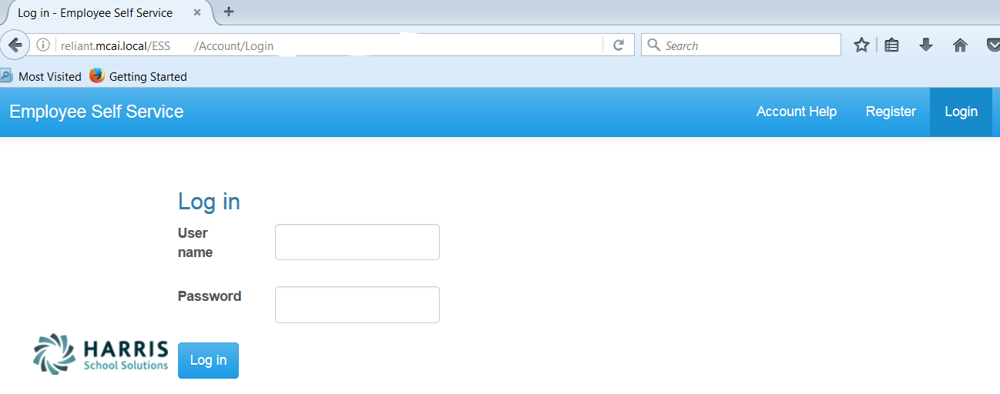 Log in - Employee Self Service
reliant.mcai.local/ESS /Account/Login
Search
Most Visited Getting Started
Employee Self Service Account Help Register Login
Log in
User
name
Password
HARRIS
School Solutions
Log in